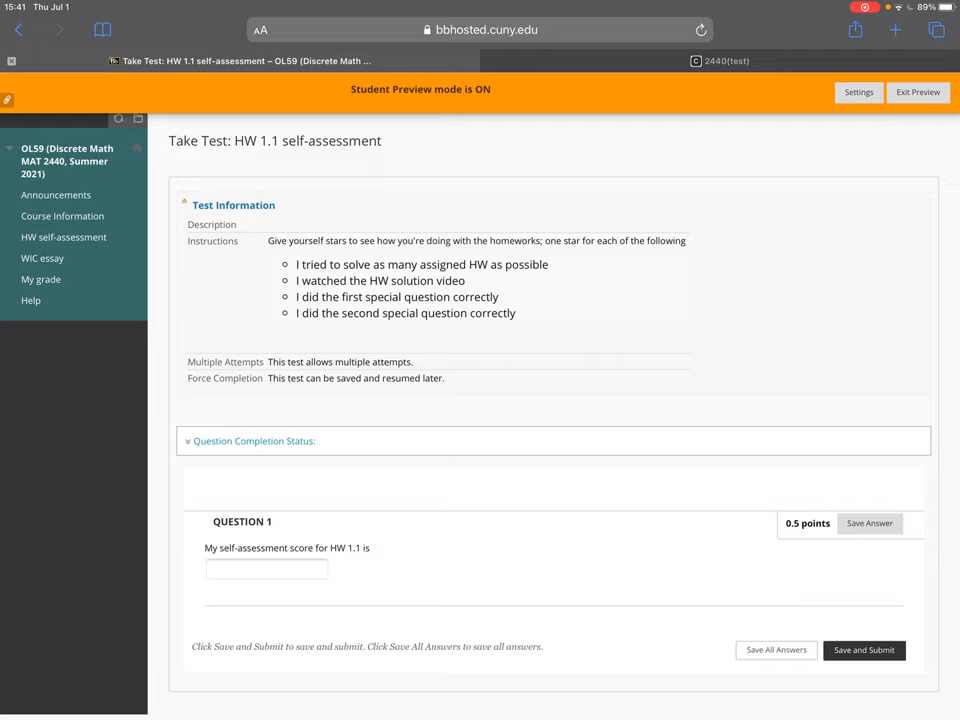 15:41 Thu Jul 1
89%
AA
bbhosted.cuny.edu
Take Test: HW 1.1 self-assessment – OL59 (Discrete Math ...
C 2440(test)
Student Preview mode is ON
Settings
Exit Preview
OL59 (Discrete Math
MAT 2440, Summer
2021)
Announcements
Course Information
HW self-assessment
WIC essay
My grade
Help
Take Test: HW 1.1 self-assessment
Test Information
Description
Instructions Give yourself stars to see how you're doing with the homeworks; one star for each of the following
I tried to solve as many assigned HW as possible
I watched the HW solution video
I did the first special question correctly
I did the second special question correctly
Multiple Attempts This test allows multiple attempts.
Force Completion This test can be saved and resumed later.
Question Completion Status:
QUESTION 1
0.5 points
Save Answer
My self-assessment score for HW 1.1 is
Click Save and Submit to save and submit. Click Save All Answers to save all answers.
Save All Answers
Save and Submit